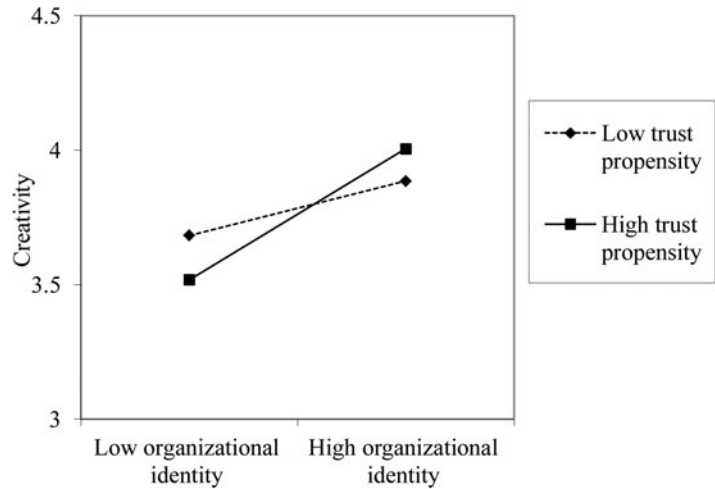 4.5
4
3.5
3
Creativity
Low organizational
identity
High organizational
identity
Low trust
propensity
High trust
propensity